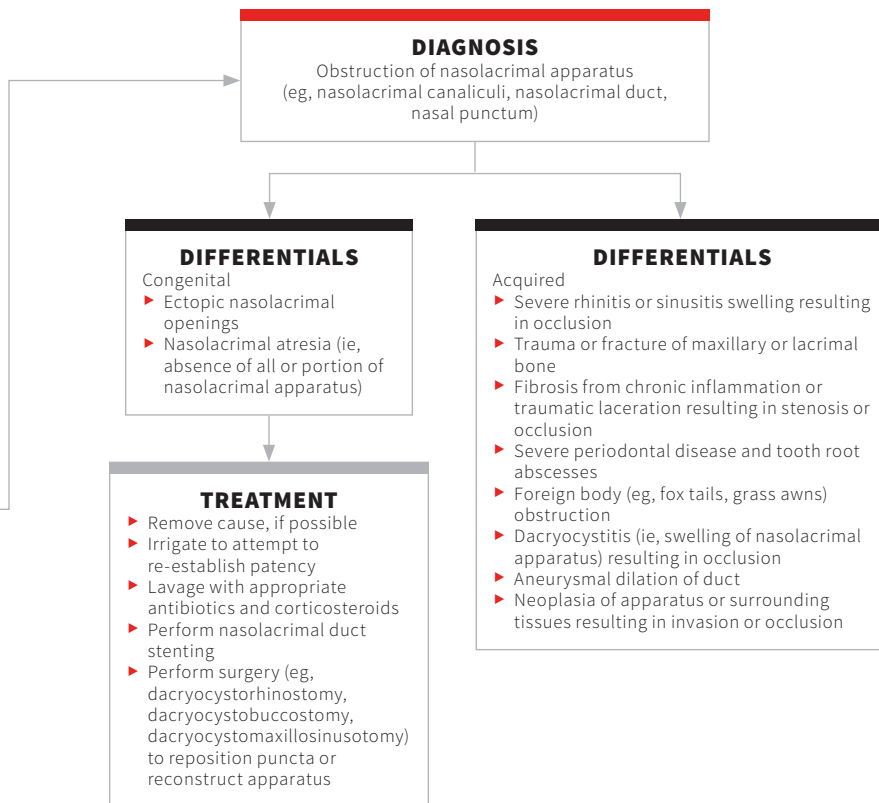 DIAGNOSIS
Obstruction of nasolacrimal apparatus
(eg, nasolacrimal canaliculi, nasolacrimal duct,
nasal punctum)
DIFFERENTIALS
Congenital
► Ectopic nasolacrimal
openings
► Nasolacrimal atresia (ie,
absence of all or portion of
nasolacrimal apparatus)
TREATMENT
► Remove cause, if possible
► Irrigate to attempt to
re-establish patency
► Lavage with appropriate
antibiotics and corticosteroids
► Perform nasolacrimal duct
stenting
► Perform surgery (eg,
dacryocystorhinostomy,
dacryocystobuccostomy,
dacryocystomaxillosinusotomy)
to reposition puncta or
reconstruct apparatus
DIFFERENTIALS
Acquired
► Severe rhinitis or sinusitis swelling resulting
in occlusion
► Trauma or fracture of maxillary or lacrimal
bone
► Fibrosis from chronic inflammation or
traumatic laceration resulting in stenosis or
occlusion
► Severe periodontal disease and tooth root
abscesses
► Foreign body (eg, fox tails, grass awns)
obstruction
► Dacryocystitis (ie, swelling of nasolacrimal
apparatus) resulting in occlusion
► Aneurysmal dilation of duct
► Neoplasia of apparatus or surrounding
tissues resulting in invasion or occlusion